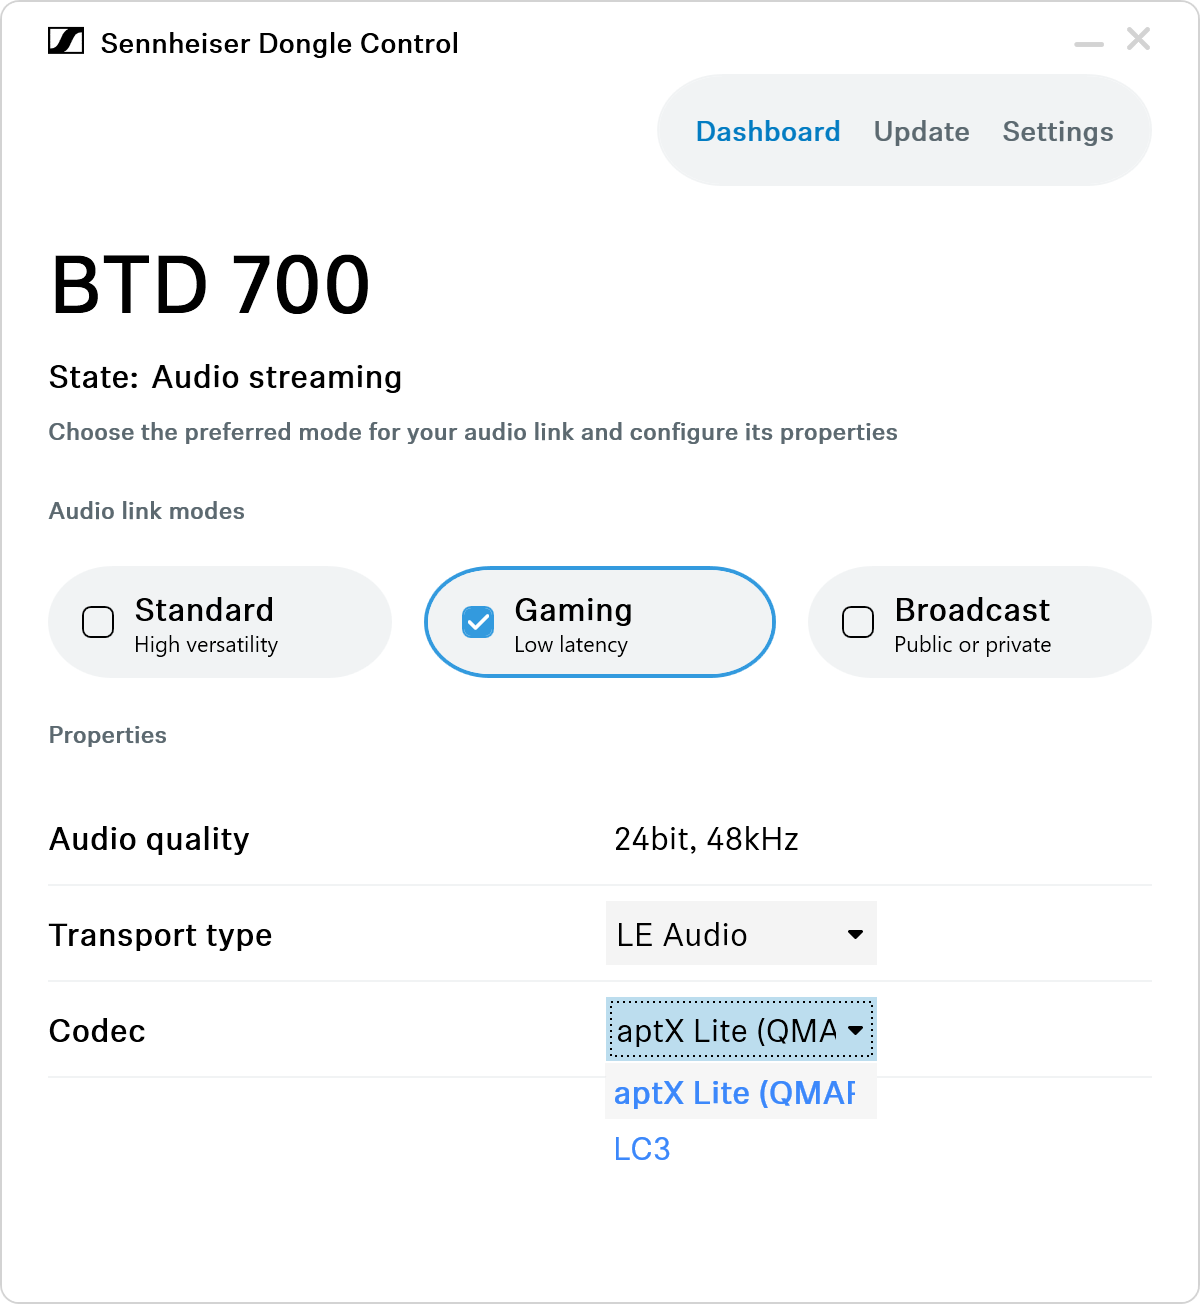 Sennheiser Dongle Control
Dashboard Update Settings
BTD 700
State: Audio streaming
Choose the preferred mode for your audio link and configure its properties
Audio link modes
Standard
High versatility
Gaming
Low latency
Broadcast
Public or private
Properties
Audio quality 24bit, 48kHz
Transport type LE Audio
Codec aptX Lite (QMA
aptX Lite (QMAP
LC3